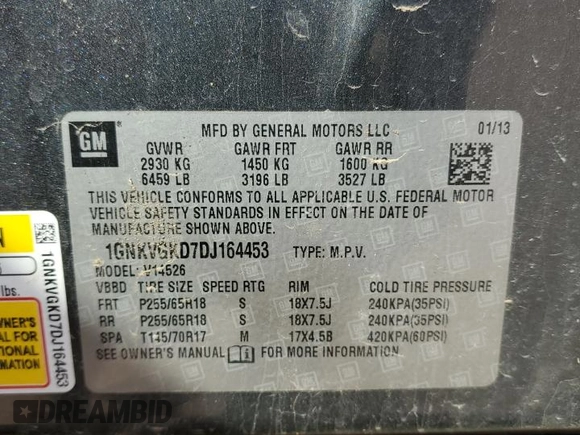 GM
MFD BY GENERAL MOTORS LLC 01/13
GVWR GAWR FRT GAWR RR
2930 KG 1450 KG 1600 KG
6459 LB 3196 LB 3527 LB
THIS VEHICLE CONFORMS TO ALL APPLICABLE U.S. FEDERAL MOTOR
VEHICLE SAFETY STANDARDS IN EFFECT ON THE DATE OF
MANUFACTURE SHOWN ABOVE.
1GNKVGKD7DJ164453 TYPE: M.P.V.
MODEL: V14526
VBBD TIRE SIZE SPEED RTG RIM COLD TIRE PRESSURE
FRT P255/65R18 S 18X7.5J 240KPA(35PSI)
RR P255/65R18 S 18X7.5J 240KPA(35PSI)
SPA T145/70R17 M 17X4.5B 420KPA(60PSI)
SEE OWNER'S MANUAL FOR MORE INFORMATION
lbs.
1GNKVGKD7DJ164453
DREAMBID